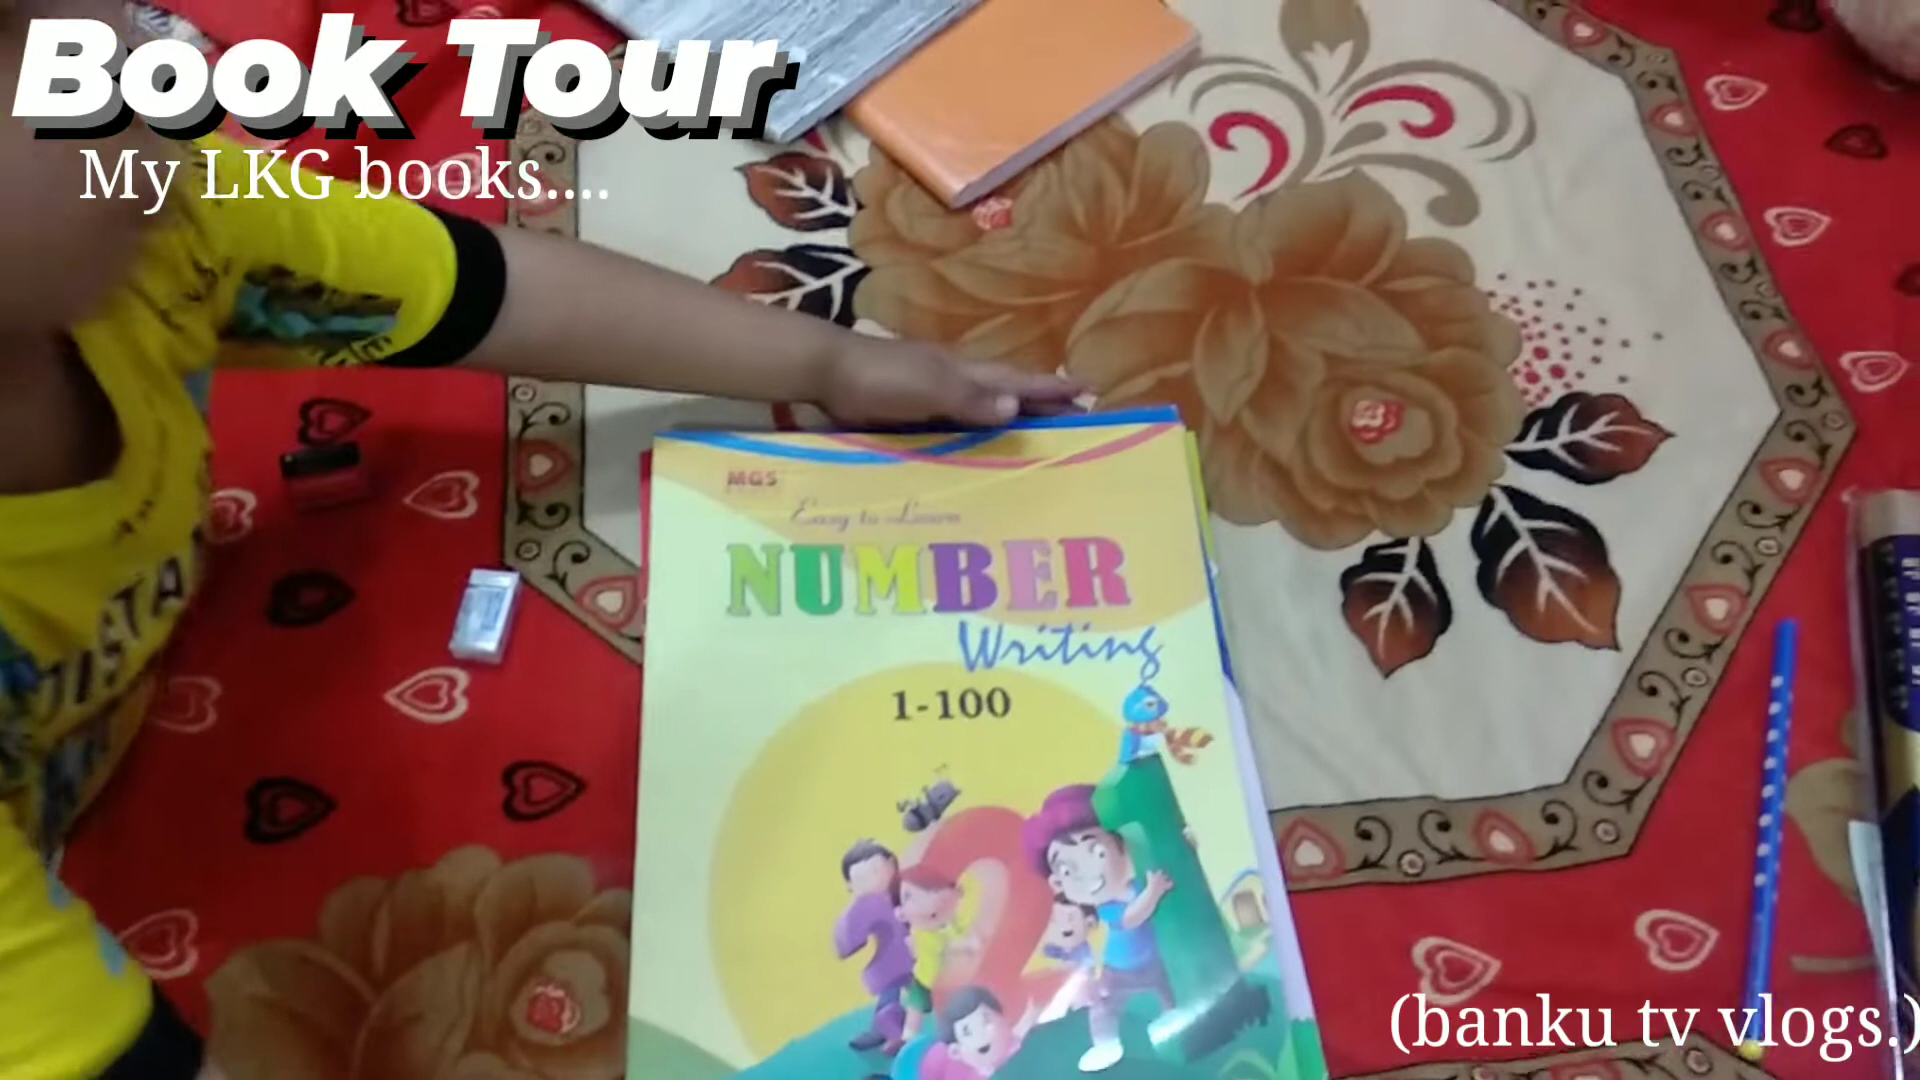 Book Tour
My LKG books....
MGS
Easy to Learn
NUMBER
Writing
1-100
(banku tv vlogs.)